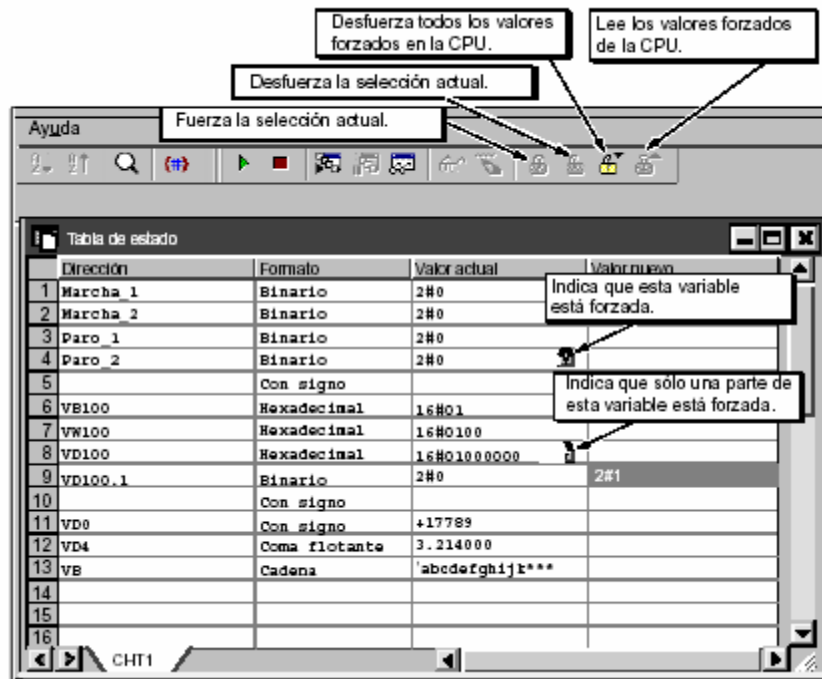 Desfuerza todos los valores
forzados en la CPU.
Lee los valores forzados
de la CPU.
Desfuerza la selección actual.
Fuerza la selección actual.
Ayuda
Tabla de estado
Dirección Formato Valor actual Valor nuevo
1 Marcha_1 Binario 2#0
2 Marcha_2 Binario 2#0
Indica que esta variable
está forzada.
3 Paro_1 Binario 2#0
4 Paro_2 Binario 2#0
5 Con signo
Indica que sólo una parte de
esta variable está forzada.
6 VB100 Hexadecimal 16#01
7 VW100 Hexadecimal 16#0100
8 VD100 Hexadecimal 16#01000000
9 VD100.1 Binario 2#0 2#1
10 Con signo
11 VD0 Con signo +17789
12 VD4 Coma flotante 3.214000
13 VB Cadena 'abcdefghijk***
14
15
16
CHT1